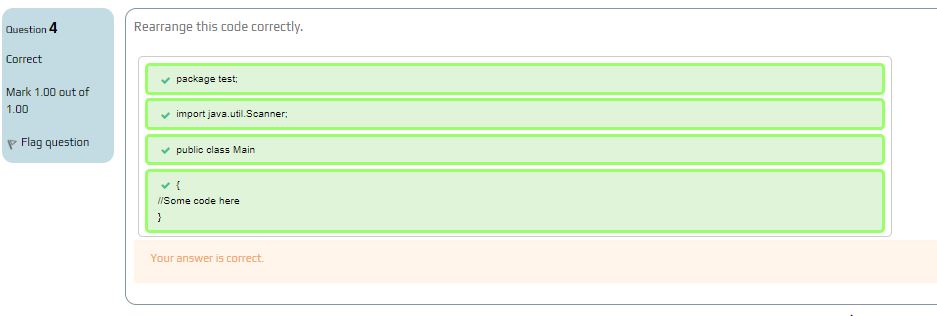 Question 4
Correct
Mark 1.00 out of
1.00
Flag question
Rearrange this code correctly.
package test;
import java.util.Scanner;
public class Main
{
//Some code here
}
Your answer is correct.